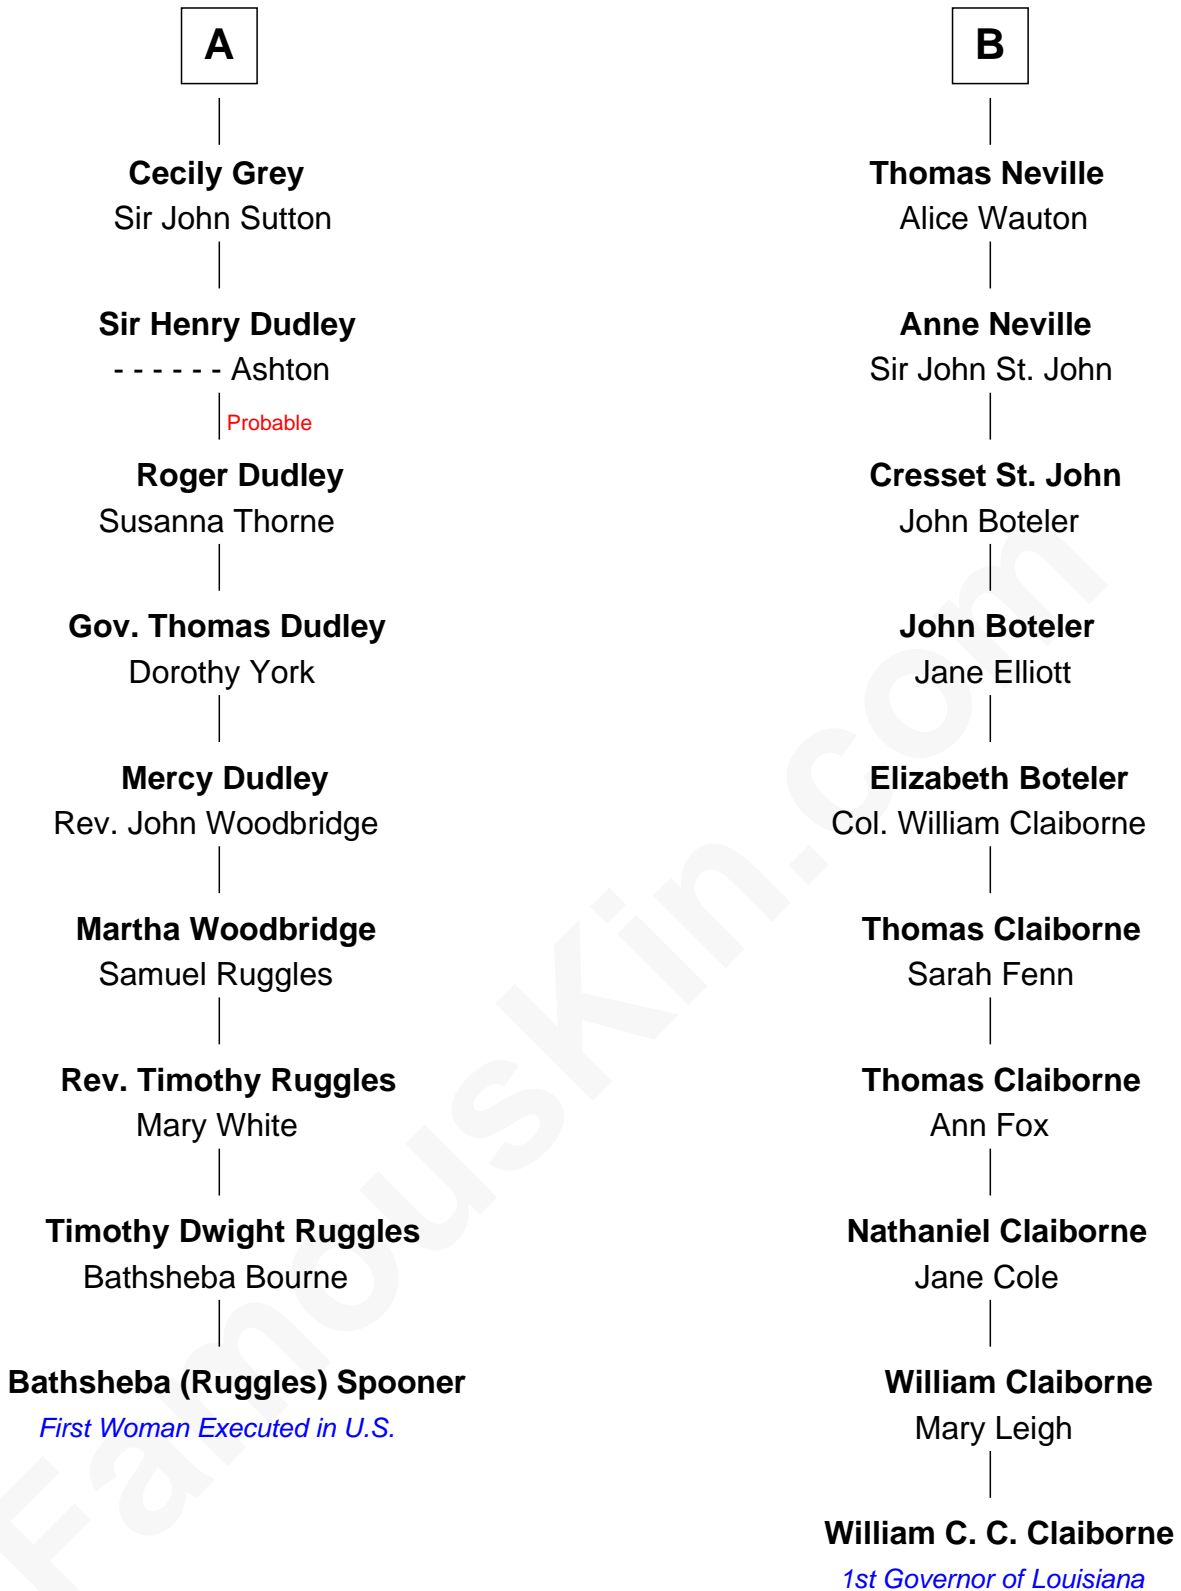 A
Cecily Grey
Sir John Sutton
Sir Henry Dudley
- - - - - - Ashton
Probable
Roger Dudley
Susanna Thorne
Gov. Thomas Dudley
Dorothy York
Mercy Dudley
Rev. John Woodbridge
Martha Woodbridge
Samuel Ruggles
Rev. Timothy Ruggles
Mary White
Timothy Dwight Ruggles
Bathsheba Bourne
Bathsheba (Ruggles) Spooner
First Woman Executed in U.S.
B
Thomas Neville
Alice Wauton
Anne Neville
Sir John St. John
Cresset St. John
John Boteler
John Boteler
Jane Elliott
Elizabeth Boteler
Col. William Claiborne
Thomas Claiborne
Sarah Fenn
Thomas Claiborne
Ann Fox
Nathaniel Claiborne
Jane Cole
William Claiborne
Mary Leigh
William C. C. Claiborne
1st Governor of Louisiana
FamousKin.com